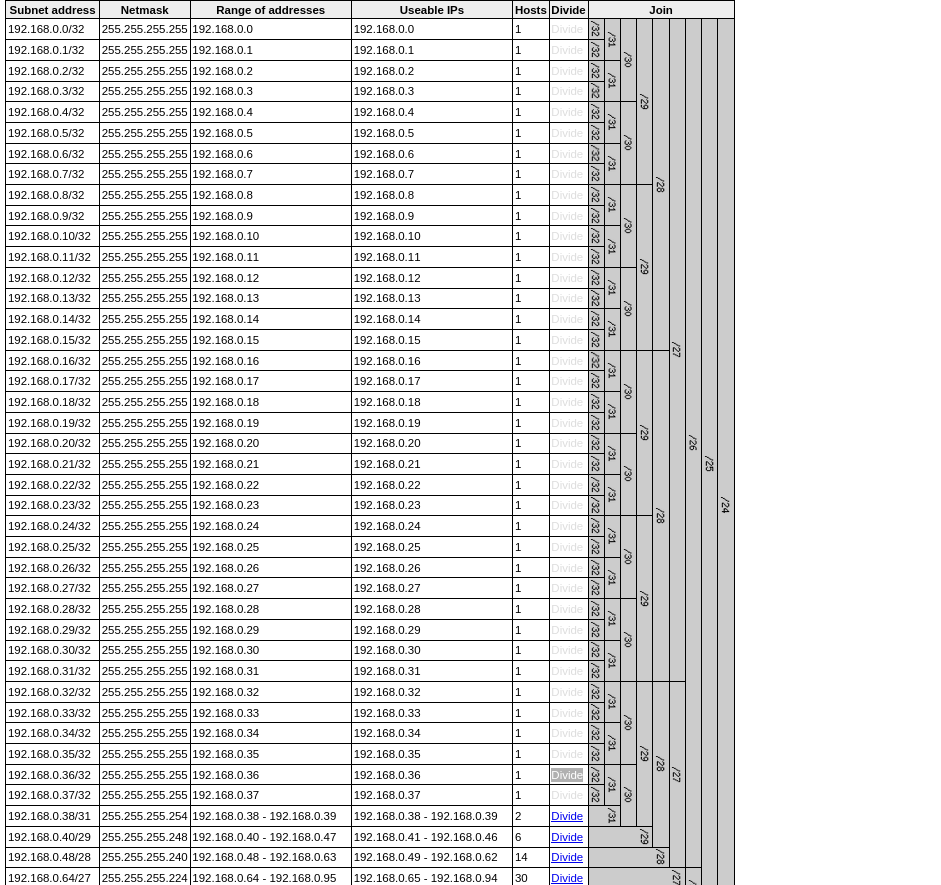 Subnet address Netmask Range of addresses Useable IPs Hosts Divide Join
192.168.0.0/32 255.255.255.255 192.168.0.0 192.168.0.0 1 Divide /32 /31 /30 /29 /28 /27 /26 /25 /24
192.168.0.1/32 255.255.255.255 192.168.0.1 192.168.0.1 1 Divide /32
192.168.0.2/32 255.255.255.255 192.168.0.2 192.168.0.2 1 Divide /32 /31
192.168.0.3/32 255.255.255.255 192.168.0.3 192.168.0.3 1 Divide /32
192.168.0.4/32 255.255.255.255 192.168.0.4 192.168.0.4 1 Divide /32 /31 /30
192.168.0.5/32 255.255.255.255 192.168.0.5 192.168.0.5 1 Divide /32
192.168.0.6/32 255.255.255.255 192.168.0.6 192.168.0.6 1 Divide /32 /31
192.168.0.7/32 255.255.255.255 192.168.0.7 192.168.0.7 1 Divide /32
192.168.0.8/32 255.255.255.255 192.168.0.8 192.168.0.8 1 Divide /32 /31 /30 /29
192.168.0.9/32 255.255.255.255 192.168.0.9 192.168.0.9 1 Divide /32
192.168.0.10/32 255.255.255.255 192.168.0.10 192.168.0.10 1 Divide /32 /31
192.168.0.11/32 255.255.255.255 192.168.0.11 192.168.0.11 1 Divide /32
192.168.0.12/32 255.255.255.255 192.168.0.12 192.168.0.12 1 Divide /32 /31 /30
192.168.0.13/32 255.255.255.255 192.168.0.13 192.168.0.13 1 Divide /32
192.168.0.14/32 255.255.255.255 192.168.0.14 192.168.0.14 1 Divide /32 /31
192.168.0.15/32 255.255.255.255 192.168.0.15 192.168.0.15 1 Divide /32
192.168.0.16/32 255.255.255.255 192.168.0.16 192.168.0.16 1 Divide /32 /31 /30 /29 /28
192.168.0.17/32 255.255.255.255 192.168.0.17 192.168.0.17 1 Divide /32
192.168.0.18/32 255.255.255.255 192.168.0.18 192.168.0.18 1 Divide /32 /31
192.168.0.19/32 255.255.255.255 192.168.0.19 192.168.0.19 1 Divide /32
192.168.0.20/32 255.255.255.255 192.168.0.20 192.168.0.20 1 Divide /32 /31 /30
192.168.0.21/32 255.255.255.255 192.168.0.21 192.168.0.21 1 Divide /32
192.168.0.22/32 255.255.255.255 192.168.0.22 192.168.0.22 1 Divide /32 /31
192.168.0.23/32 255.255.255.255 192.168.0.23 192.168.0.23 1 Divide /32
192.168.0.24/32 255.255.255.255 192.168.0.24 192.168.0.24 1 Divide /32 /31 /30 /29
192.168.0.25/32 255.255.255.255 192.168.0.25 192.168.0.25 1 Divide /32
192.168.0.26/32 255.255.255.255 192.168.0.26 192.168.0.26 1 Divide /32 /31
192.168.0.27/32 255.255.255.255 192.168.0.27 192.168.0.27 1 Divide /32
192.168.0.28/32 255.255.255.255 192.168.0.28 192.168.0.28 1 Divide /32 /31 /30
192.168.0.29/32 255.255.255.255 192.168.0.29 192.168.0.29 1 Divide /32
192.168.0.30/32 255.255.255.255 192.168.0.30 192.168.0.30 1 Divide /32 /31
192.168.0.31/32 255.255.255.255 192.168.0.31 192.168.0.31 1 Divide /32
192.168.0.32/32 255.255.255.255 192.168.0.32 192.168.0.32 1 Divide /32 /31 /30 /29 /28 /27
192.168.0.33/32 255.255.255.255 192.168.0.33 192.168.0.33 1 Divide /32
192.168.0.34/32 255.255.255.255 192.168.0.34 192.168.0.34 1 Divide /32 /31
192.168.0.35/32 255.255.255.255 192.168.0.35 192.168.0.35 1 Divide /32
192.168.0.36/32 255.255.255.255 192.168.0.36 192.168.0.36 1 Divide /32 /31 /30
192.168.0.37/32 255.255.255.255 192.168.0.37 192.168.0.37 1 Divide /32
192.168.0.38/31 255.255.255.254 192.168.0.38 - 192.168.0.39 192.168.0.38 - 192.168.0.39 2 Divide /31
192.168.0.40/29 255.255.255.248 192.168.0.40 - 192.168.0.47 192.168.0.41 - 192.168.0.46 6 Divide /29
192.168.0.48/28 255.255.255.240 192.168.0.48 - 192.168.0.63 192.168.0.49 - 192.168.0.62 14 Divide /28
192.168.0.64/27 255.255.255.224 192.168.0.64 - 192.168.0.95 192.168.0.65 - 192.168.0.94 30 Divide /27